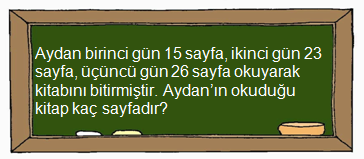 Aydan birinci gün 15 sayfa, ikinci gün 23
sayfa, üçüncü gün 26 sayfa okuyarak
kitabını bitirmiştir. Aydan’ın okuduğu
kitap kaç sayfadır?